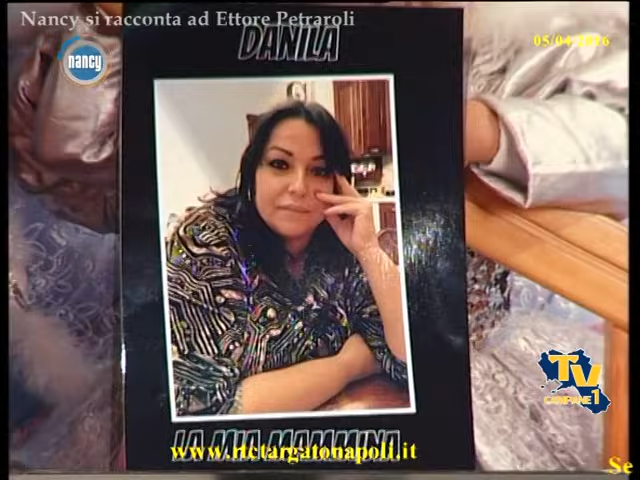 Nancy si racconta ad Ettore Petraroli
05/04/2026
DANILA
nancy
TV
CAMPANE 1
LA MIA MAMMINA
www.rtctargatonapoli.it
Se